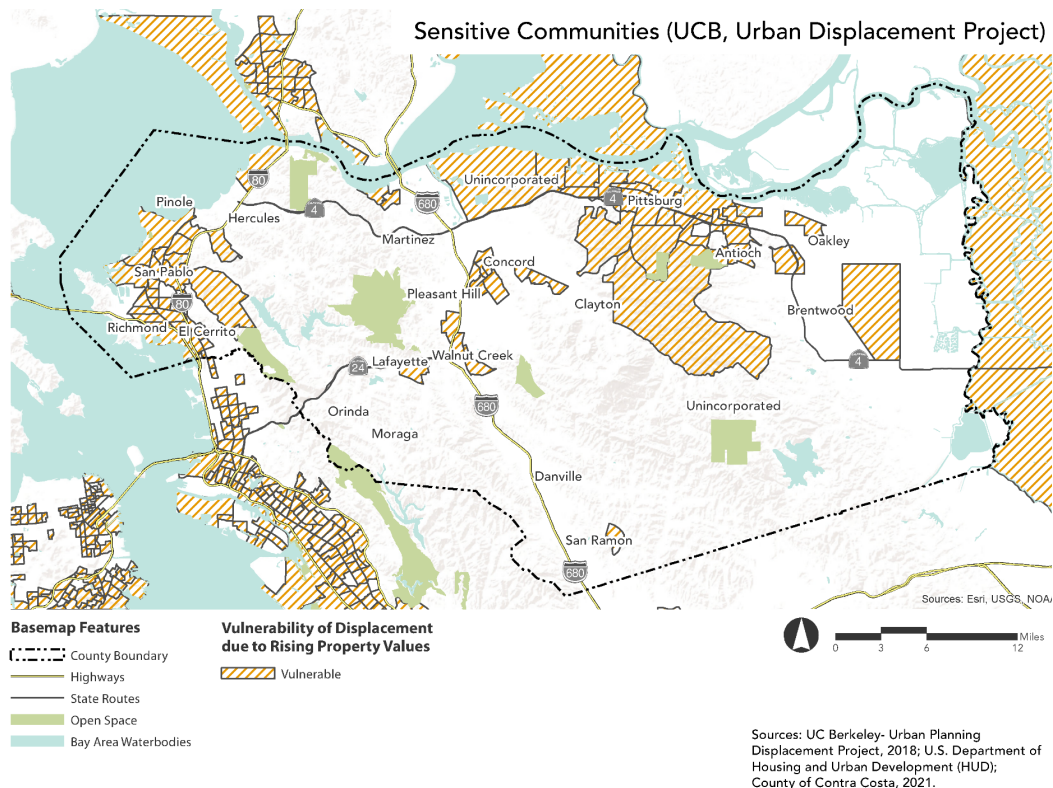 Sensitive Communities (UCB, Urban Displacement Project)
Unincorporated
80
680
4
Pittsburg
Pinole
Hercules
4
Martinez
Antioch
Oakley
San Pablo
Concord
80
Pleasant Hill
Clayton
Brentwood
Richmond
El Cerrito
24
Lafayette
Walnut Creek
4
Orinda
680
Unincorporated
Moraga
Danville
San Ramon
680
Sources: Esri, USGS, NOAA
Basemap Features
County Boundary
Highways
State Routes
Open Space
Bay Area Waterbodies
Vulnerability of Displacement
due to Rising Property Values
Vulnerable
0 3 6 12 Miles
Sources: UC Berkeley- Urban Planning
Displacement Project, 2018; U.S. Department of
Housing and Urban Development (HUD);
County of Contra Costa, 2021.